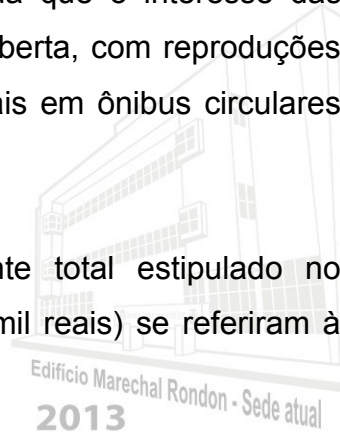 que o interesse das
berta, com reproduções
ais em ônibus circulares
nte total estipulado no
mil reais) se referiram à
Edifício Marechal Rondon - Sede atual
2013